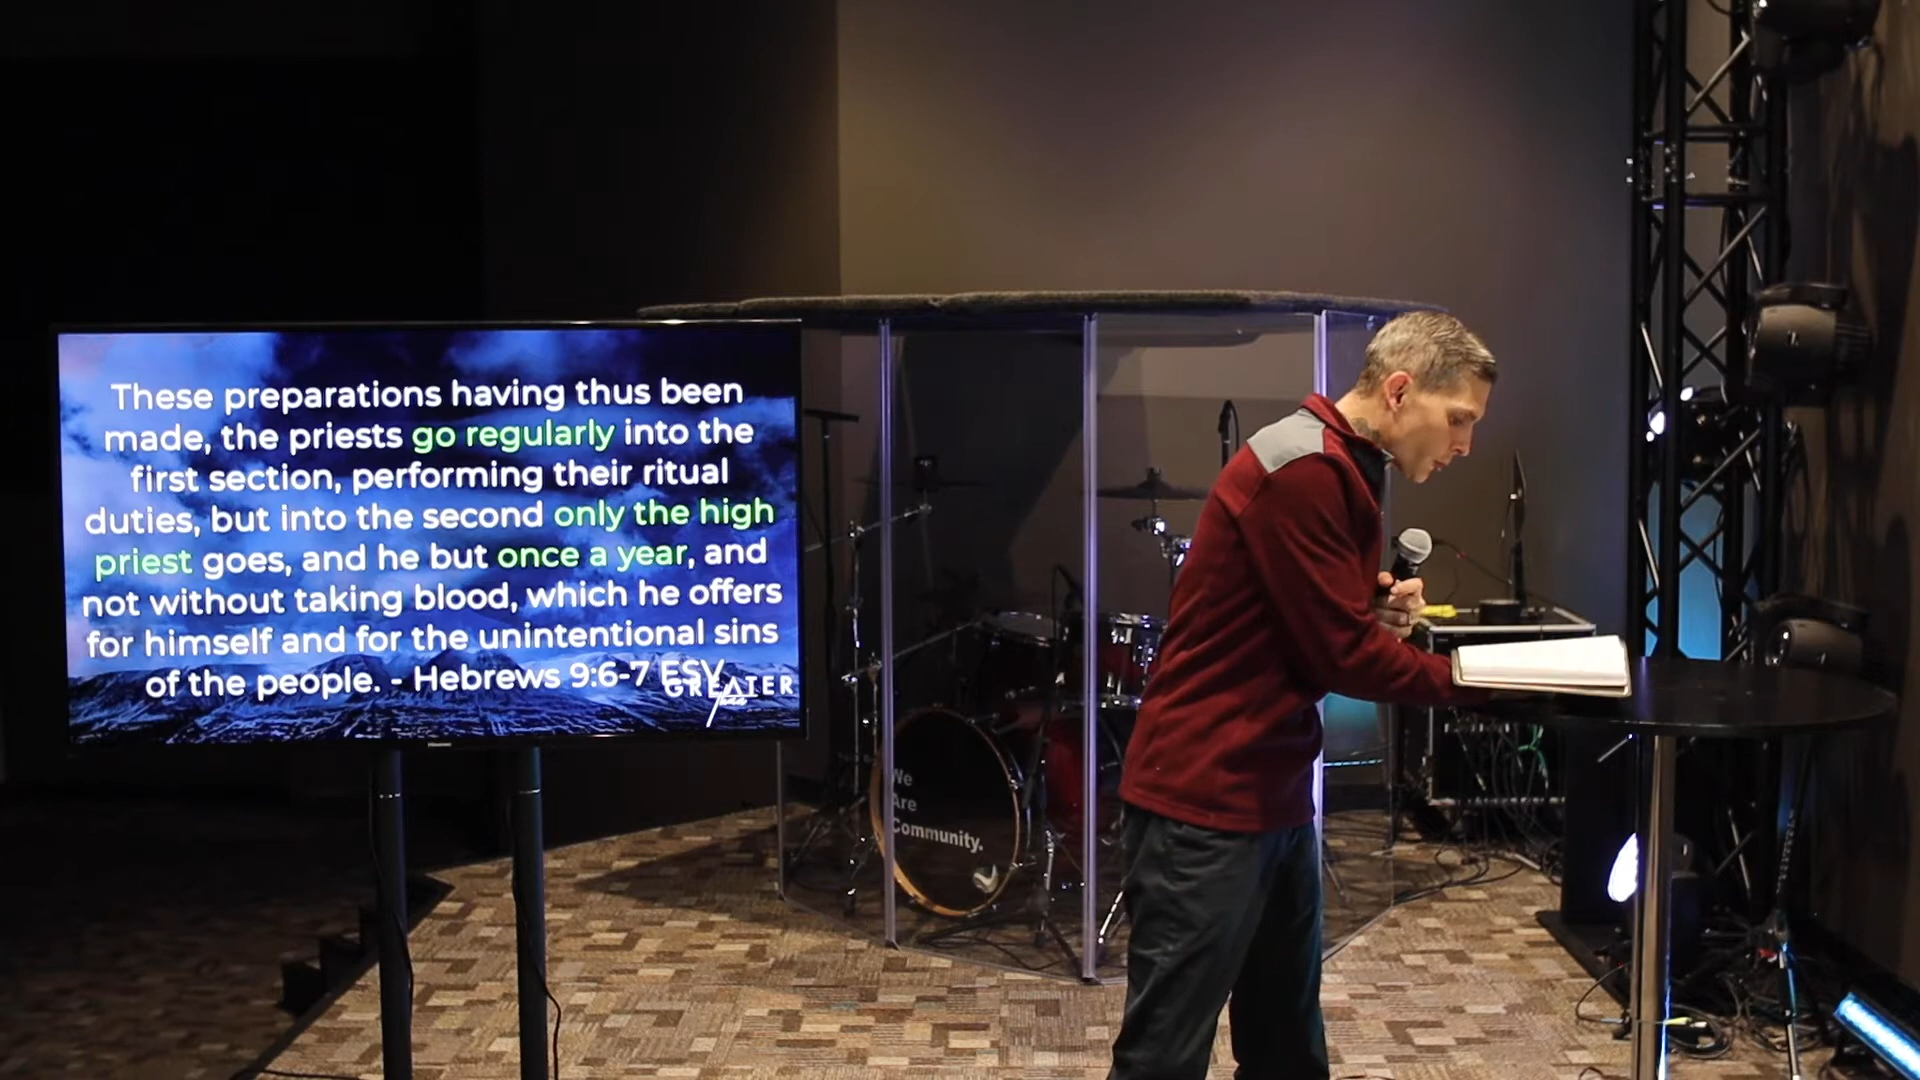 These preparations having thus been
made, the priests go regularly into the
first section, performing their ritual
duties, but into the second only the high
priest goes, and he but once a year, and
not without taking blood, which he offers
for himself and for the unintentional sins
of the people. - Hebrews 9:6-7 ESV
GREATER
Than
Hisense
We
Are
Community.